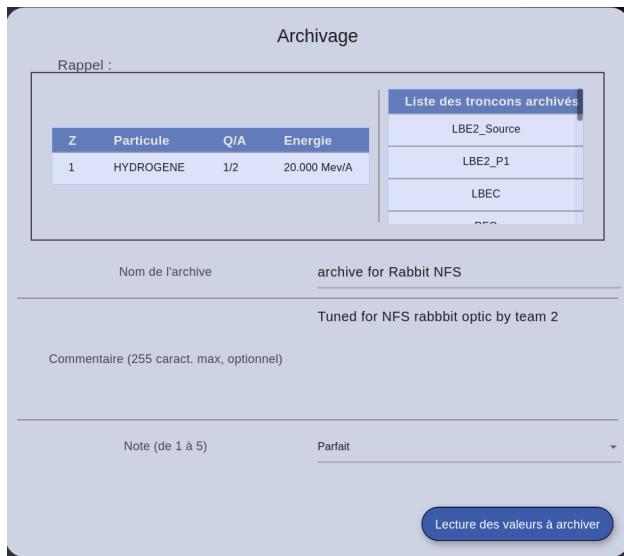 Archivage
Rappel :
Liste des troncons archivés
Z Particule Q/A Energie
LBE2_Source
1 HYDROGENE 1/2 20.000 Mev/A
LBE2_P1
LBEC
Nom de l'archive archive for Rabbit NFS
Tuned for NFS rabbbit optic by team 2
Commentaire (255 caract. max, optionnel)
Note (de 1 à 5) Parfait
Lecture des valeurs à archiver